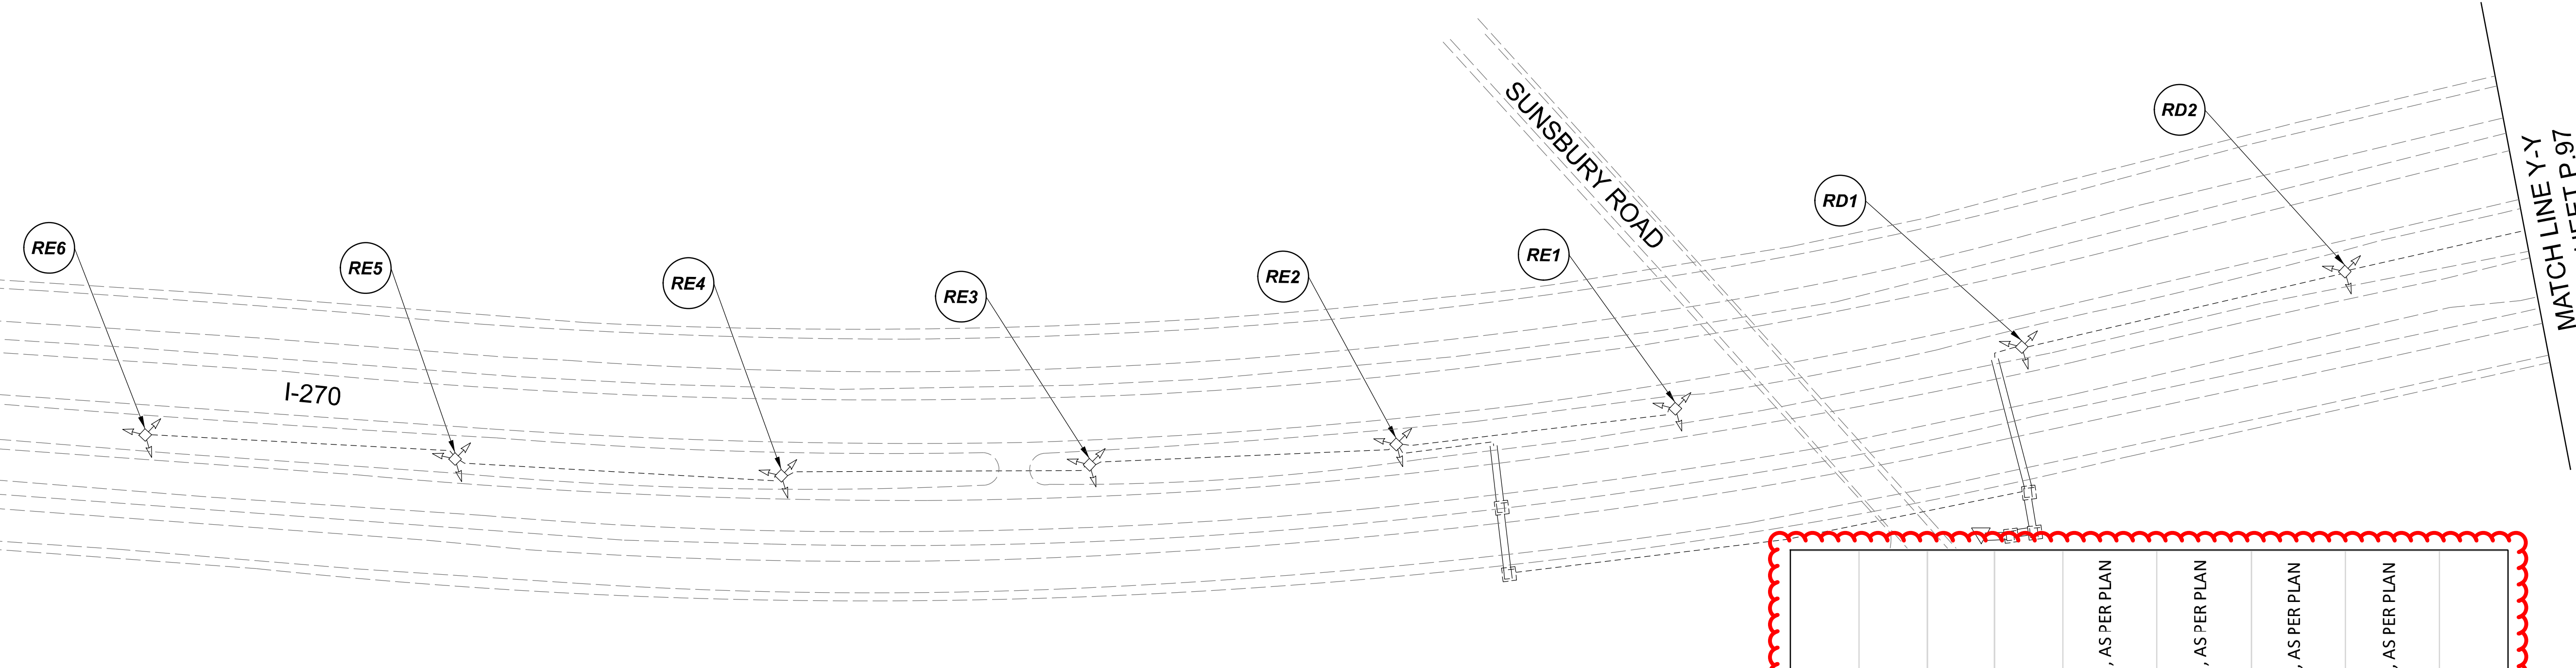 RD2
SUNSBURY ROAD
RD1
RE6
RE5
RE4
RE3
RE2
RE1
I-270
MATCH LINE Y-Y
P.97
, AS PER PLAN
, AS PER PLAN
, AS PER PLAN
, AS PER PLAN